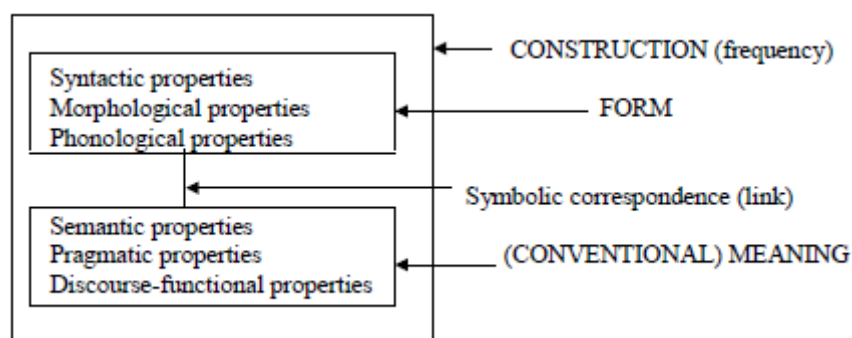 CONSTRUCTION (frequency)
Syntactic properties
Morphological properties
FORM
Phonological properties
Symbolic correspondence (link)
Semantic properties
Pragmatic properties
(CONVENTIONAL) MEANING
Discourse-functional properties